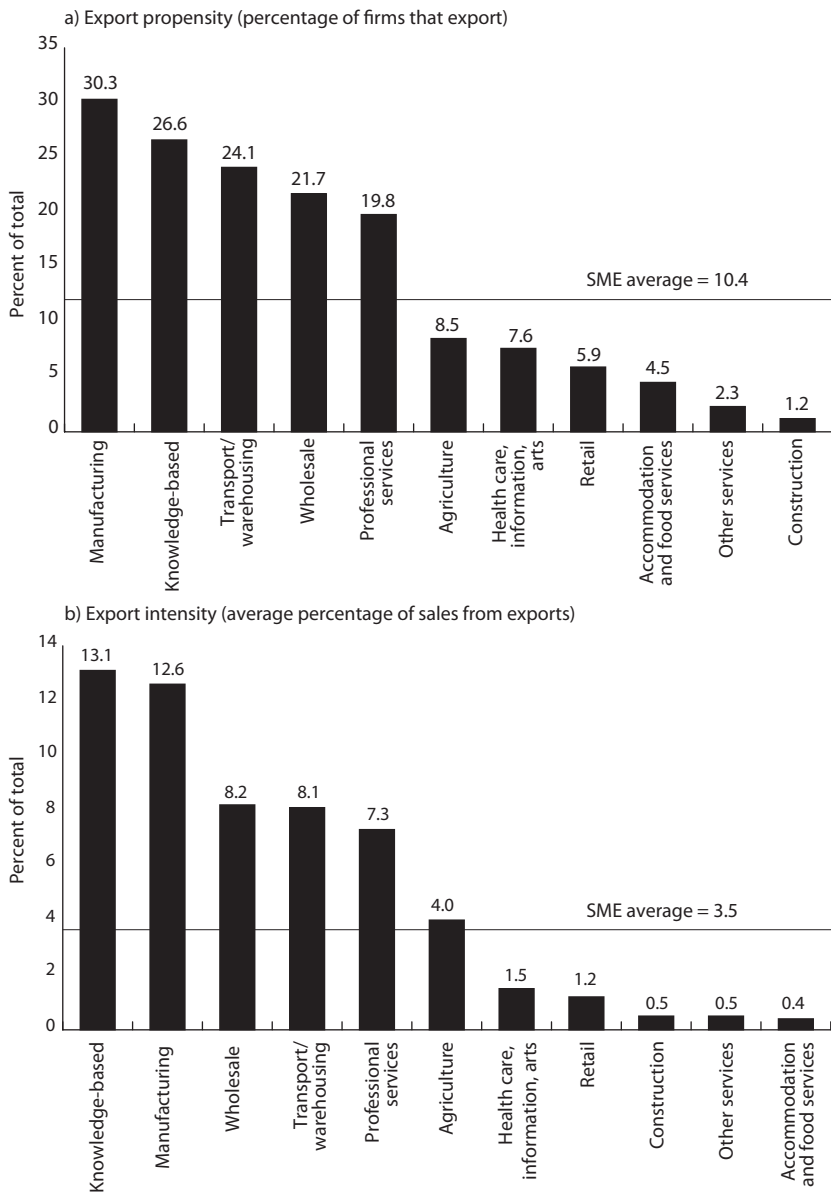 a) Export propensity (percentage of firms that export)
Percent of total
35
30
25
20
15
10
5
0
30.3
26.6
24.1
21.7
19.8
8.5
7.6
5.9
4.5
2.3
1.2
SME average = 10.4
Manufacturing
Knowledge-based
Transport/
warehousing
Wholesale
Professional
services
Agriculture
Health care,
information,
arts
Retail
Accommodation
and food services
Other services
Construction
b) Export intensity (average percentage of sales from exports)
Percent of total
14
12
10
8
6
4
2
0
13.1
12.6
8.2
8.1
7.3
4.0
1.5
1.2
0.5
0.5
0.4
SME average = 3.5
Knowledge-based
Manufacturing
Wholesale
Transport/
warehousing
Professional
services
Agriculture
Health care,
information, arts
Retail
Construction
Other services
Accommodation
and food services